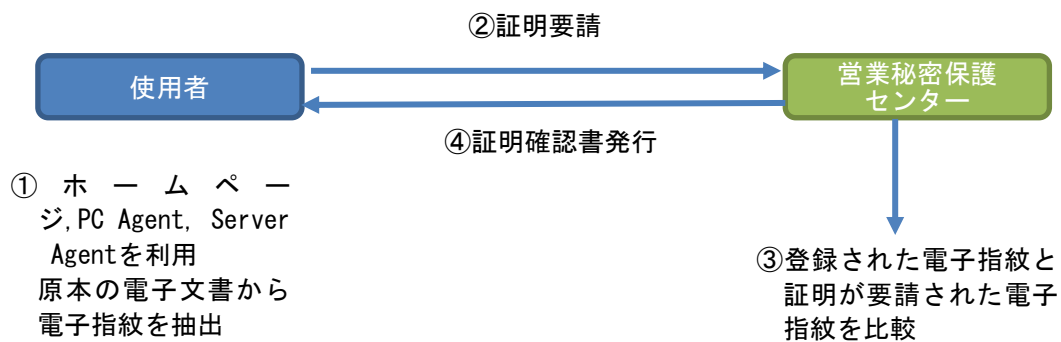 ②証明要請
使用者
営業秘密保護
センター
④証明確認書発行
① ホームペー
ジ,PC Agent, Server
Agentを利用
原本の電子文書から
電子指紋を抽出
③登録された電子指紋と
証明が要請された電子
指紋を比較